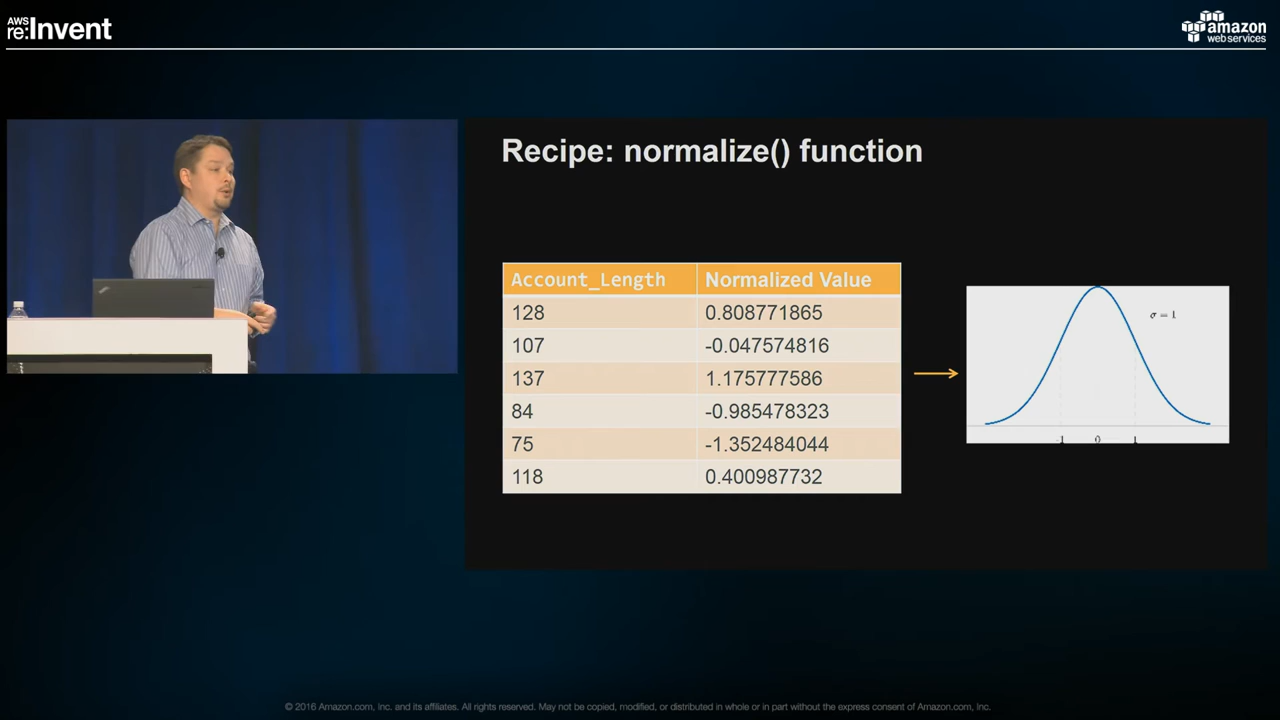 AWS
re:Invent
amazon
webservices
Recipe: normalize() function
Account_Length Normalized Value
128 0.808771865
107 -0.047574816
137 1.175777586
84 -0.985478323
75 -1.352484044
118 0.400987732
σ = 1
-1 0 1
© 2016 Amazon.com, Inc. and its affiliates. All rights reserved. May not be copied, modified, or distributed in whole or in part without the express consent of Amazon.com, Inc.